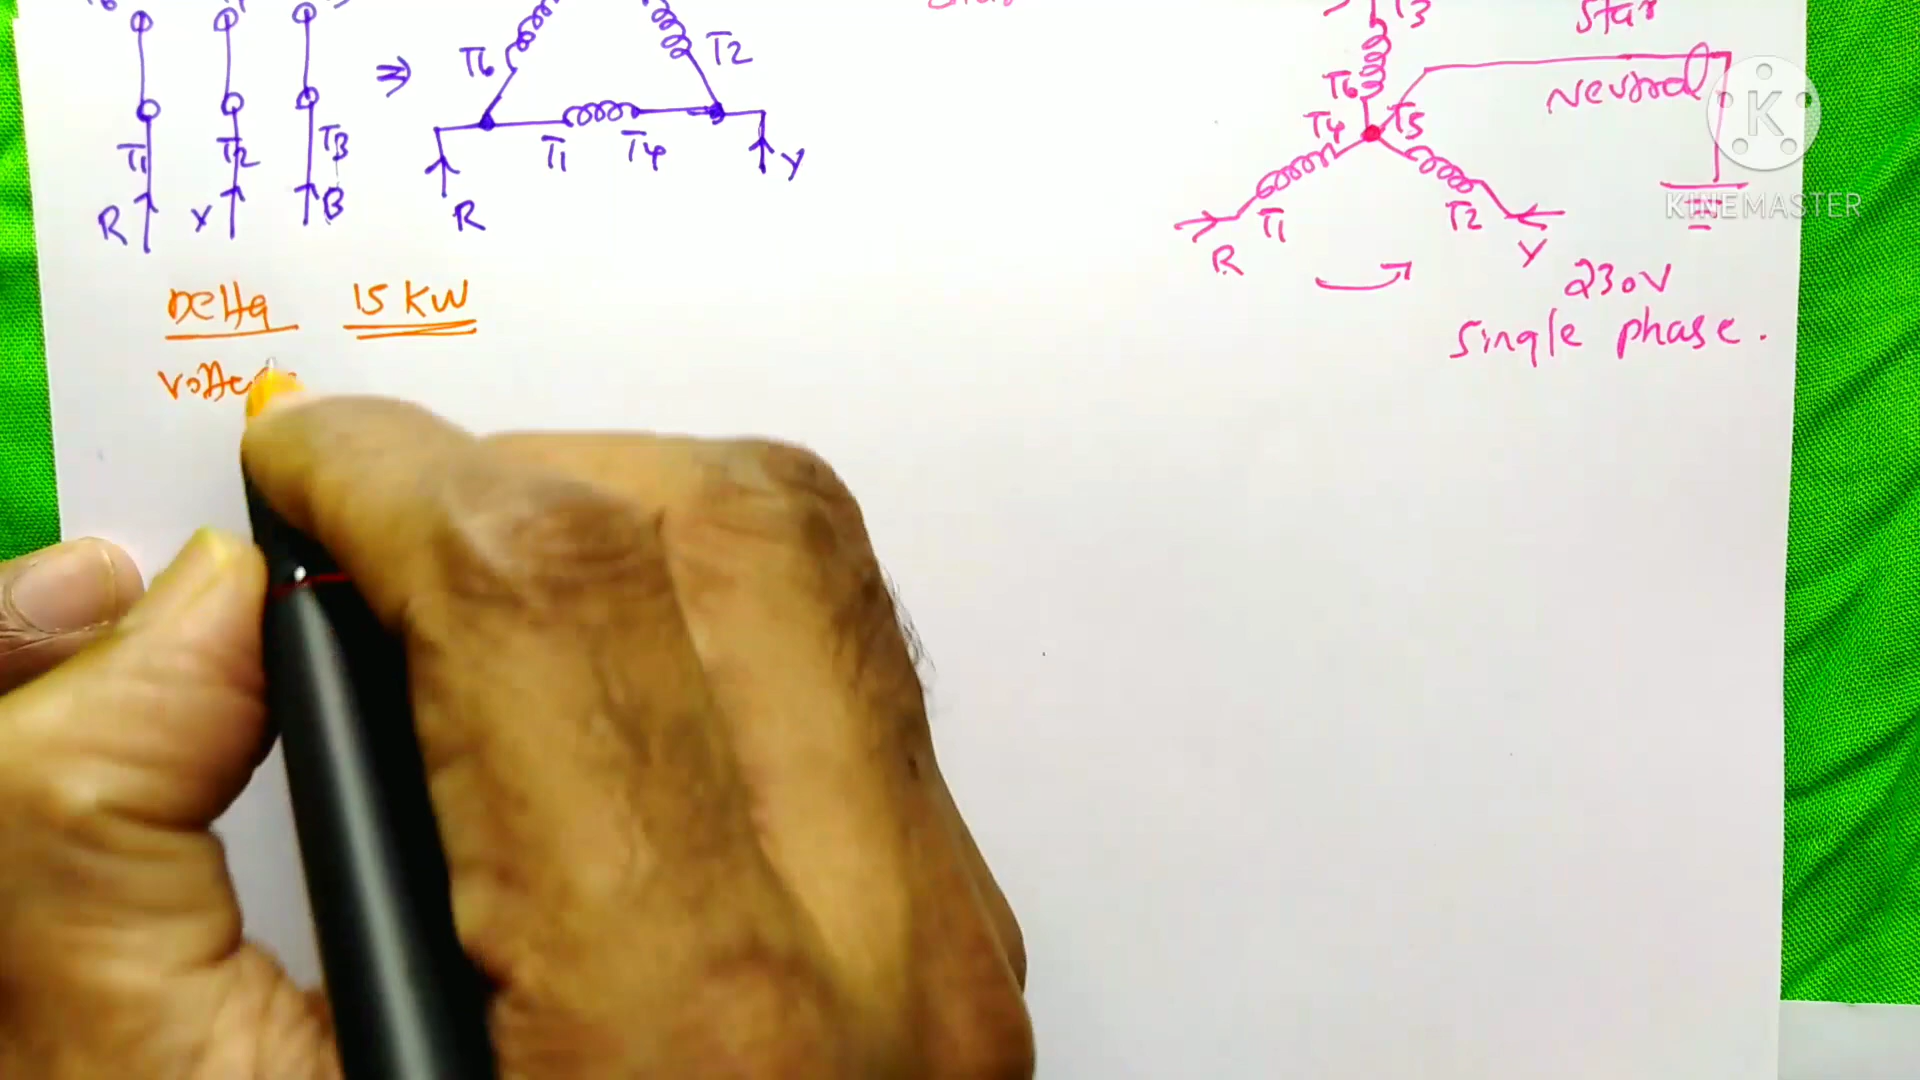 T6
T2
T1
T4
R
Y
T1
T2
TB
R
Y
B
T3
Star
T6
Neutral
T4
T5
T1
T2
R
Y
230V
Single phase.
Delta 15 KW
K
KINEMASTER